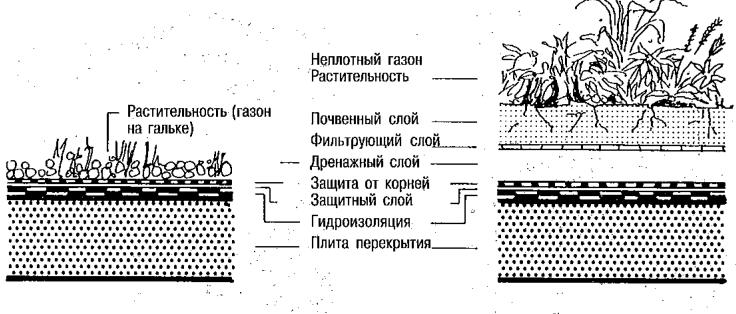 Неплотный газон
Растительность
Растительность (газон
на гальке)
Почвенный слой
Фильтрующий слой
Дренажный слой
Защита от корней
Защитный слой
Гидроизоляция
Плита перекрытия